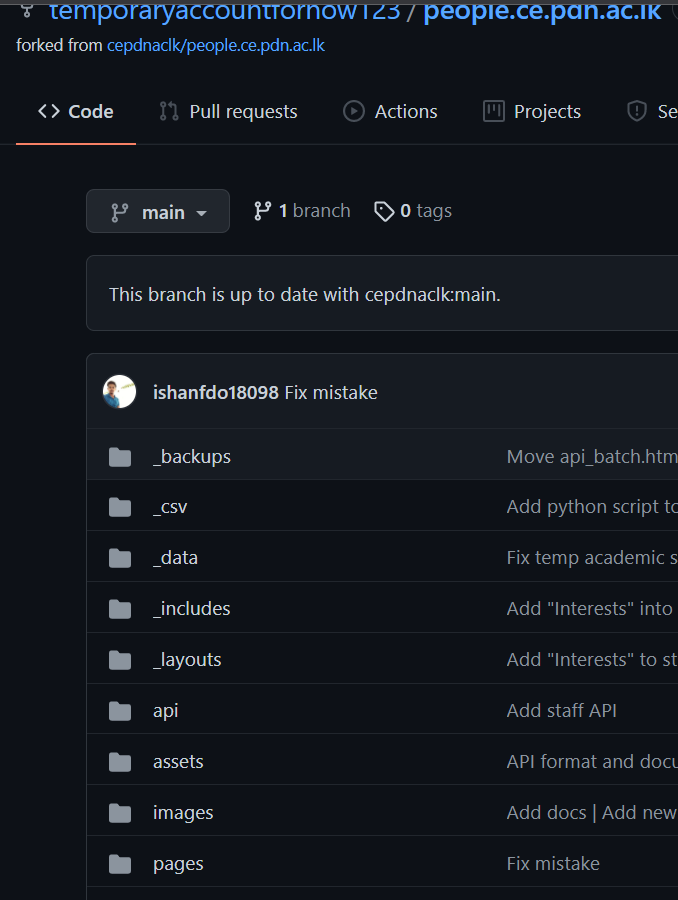 temporaryaccountfornow123 / people.ce.pdn.ac.lk
forked from cepdnaclk/people.ce.pdn.ac.lk
Code Pull requests Actions Projects Se
main 1 branch 0 tags
This branch is up to date with cepdnaclk:main.
ishanfdo18098 Fix mistake
_backups Move api_batch.htm
_csv Add python script to
_data Fix temp academic s
_includes Add "Interests" into
_layouts Add "Interests" to st
api Add staff API
assets API format and docu
images Add docs | Add new
pages Fix mistake